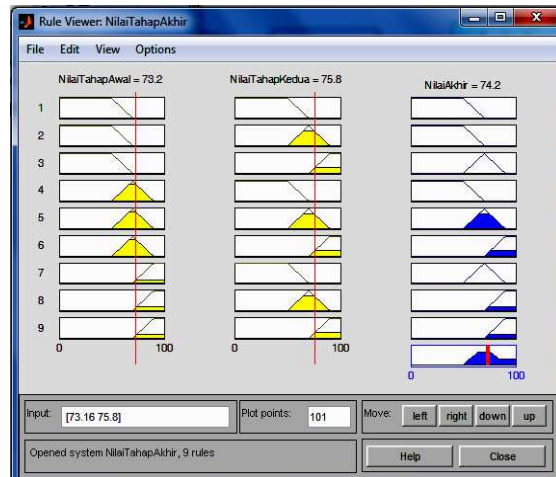 Rule Viewer: NilaiTahapAkhir
File Edit View Options
NilaiTahapAwal = 73.2
NilaiTahapKedua = 75.8
NilaiAkhir = 74.2
1
2
3
4
5
6
7
8
9
0 100
0 100
0 100
Input: [73.16 75.8]
Plot points: 101
Move: left right down up
Opened system NilaiTahapAkhir, 9 rules
Help Close